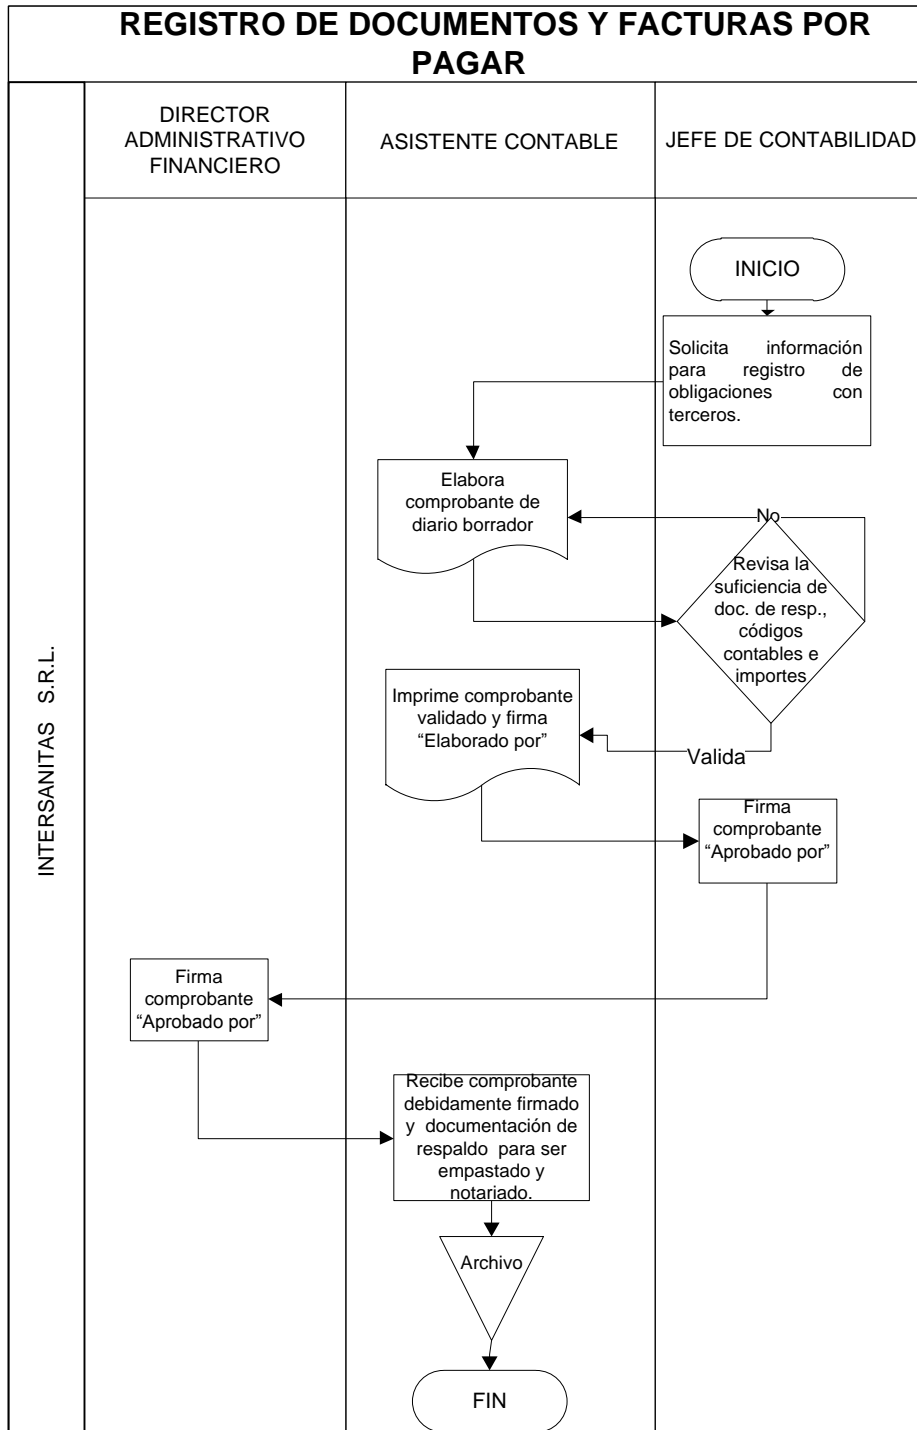 REGISTRO DE DOCUMENTOS Y FACTURAS POR
PAGAR
DIRECTOR
ADMINISTRATIVO
FINANCIERO
ASISTENTE CONTABLE
JEFE DE CONTABILIDAD
INTERSANITAS S.R.L.
INICIO
Solicita información
para registro de
obligaciones con
terceros.
Elabora
comprobante de
diario borrador
No
Revisa la
suficiencia de
doc. de resp.,
códigos
contables e
importes
Imprime comprobante
validado y firma
“Elaborado por”
Valida
Firma
comprobante
“Aprobado por”
Firma
comprobante
“Aprobado por”
Recibe comprobante
debidamente firmado
y documentación de
respaldo para ser
empastado y
notariado.
Archivo
FIN